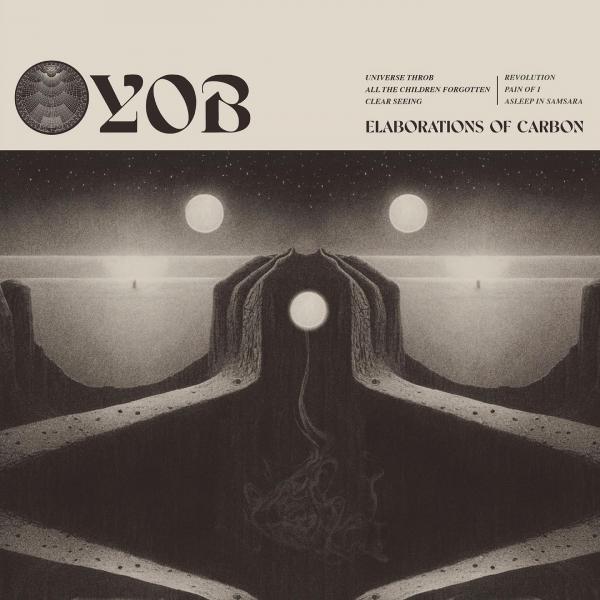 YOB
UNIVERSE THROB
ALL THE CHILDREN FORGOTTEN
CLEAR SEEING
REVOLUTION
PAIN OF I
ASLEEP IN SAMSARA
ELABORATIONS OF CARBON